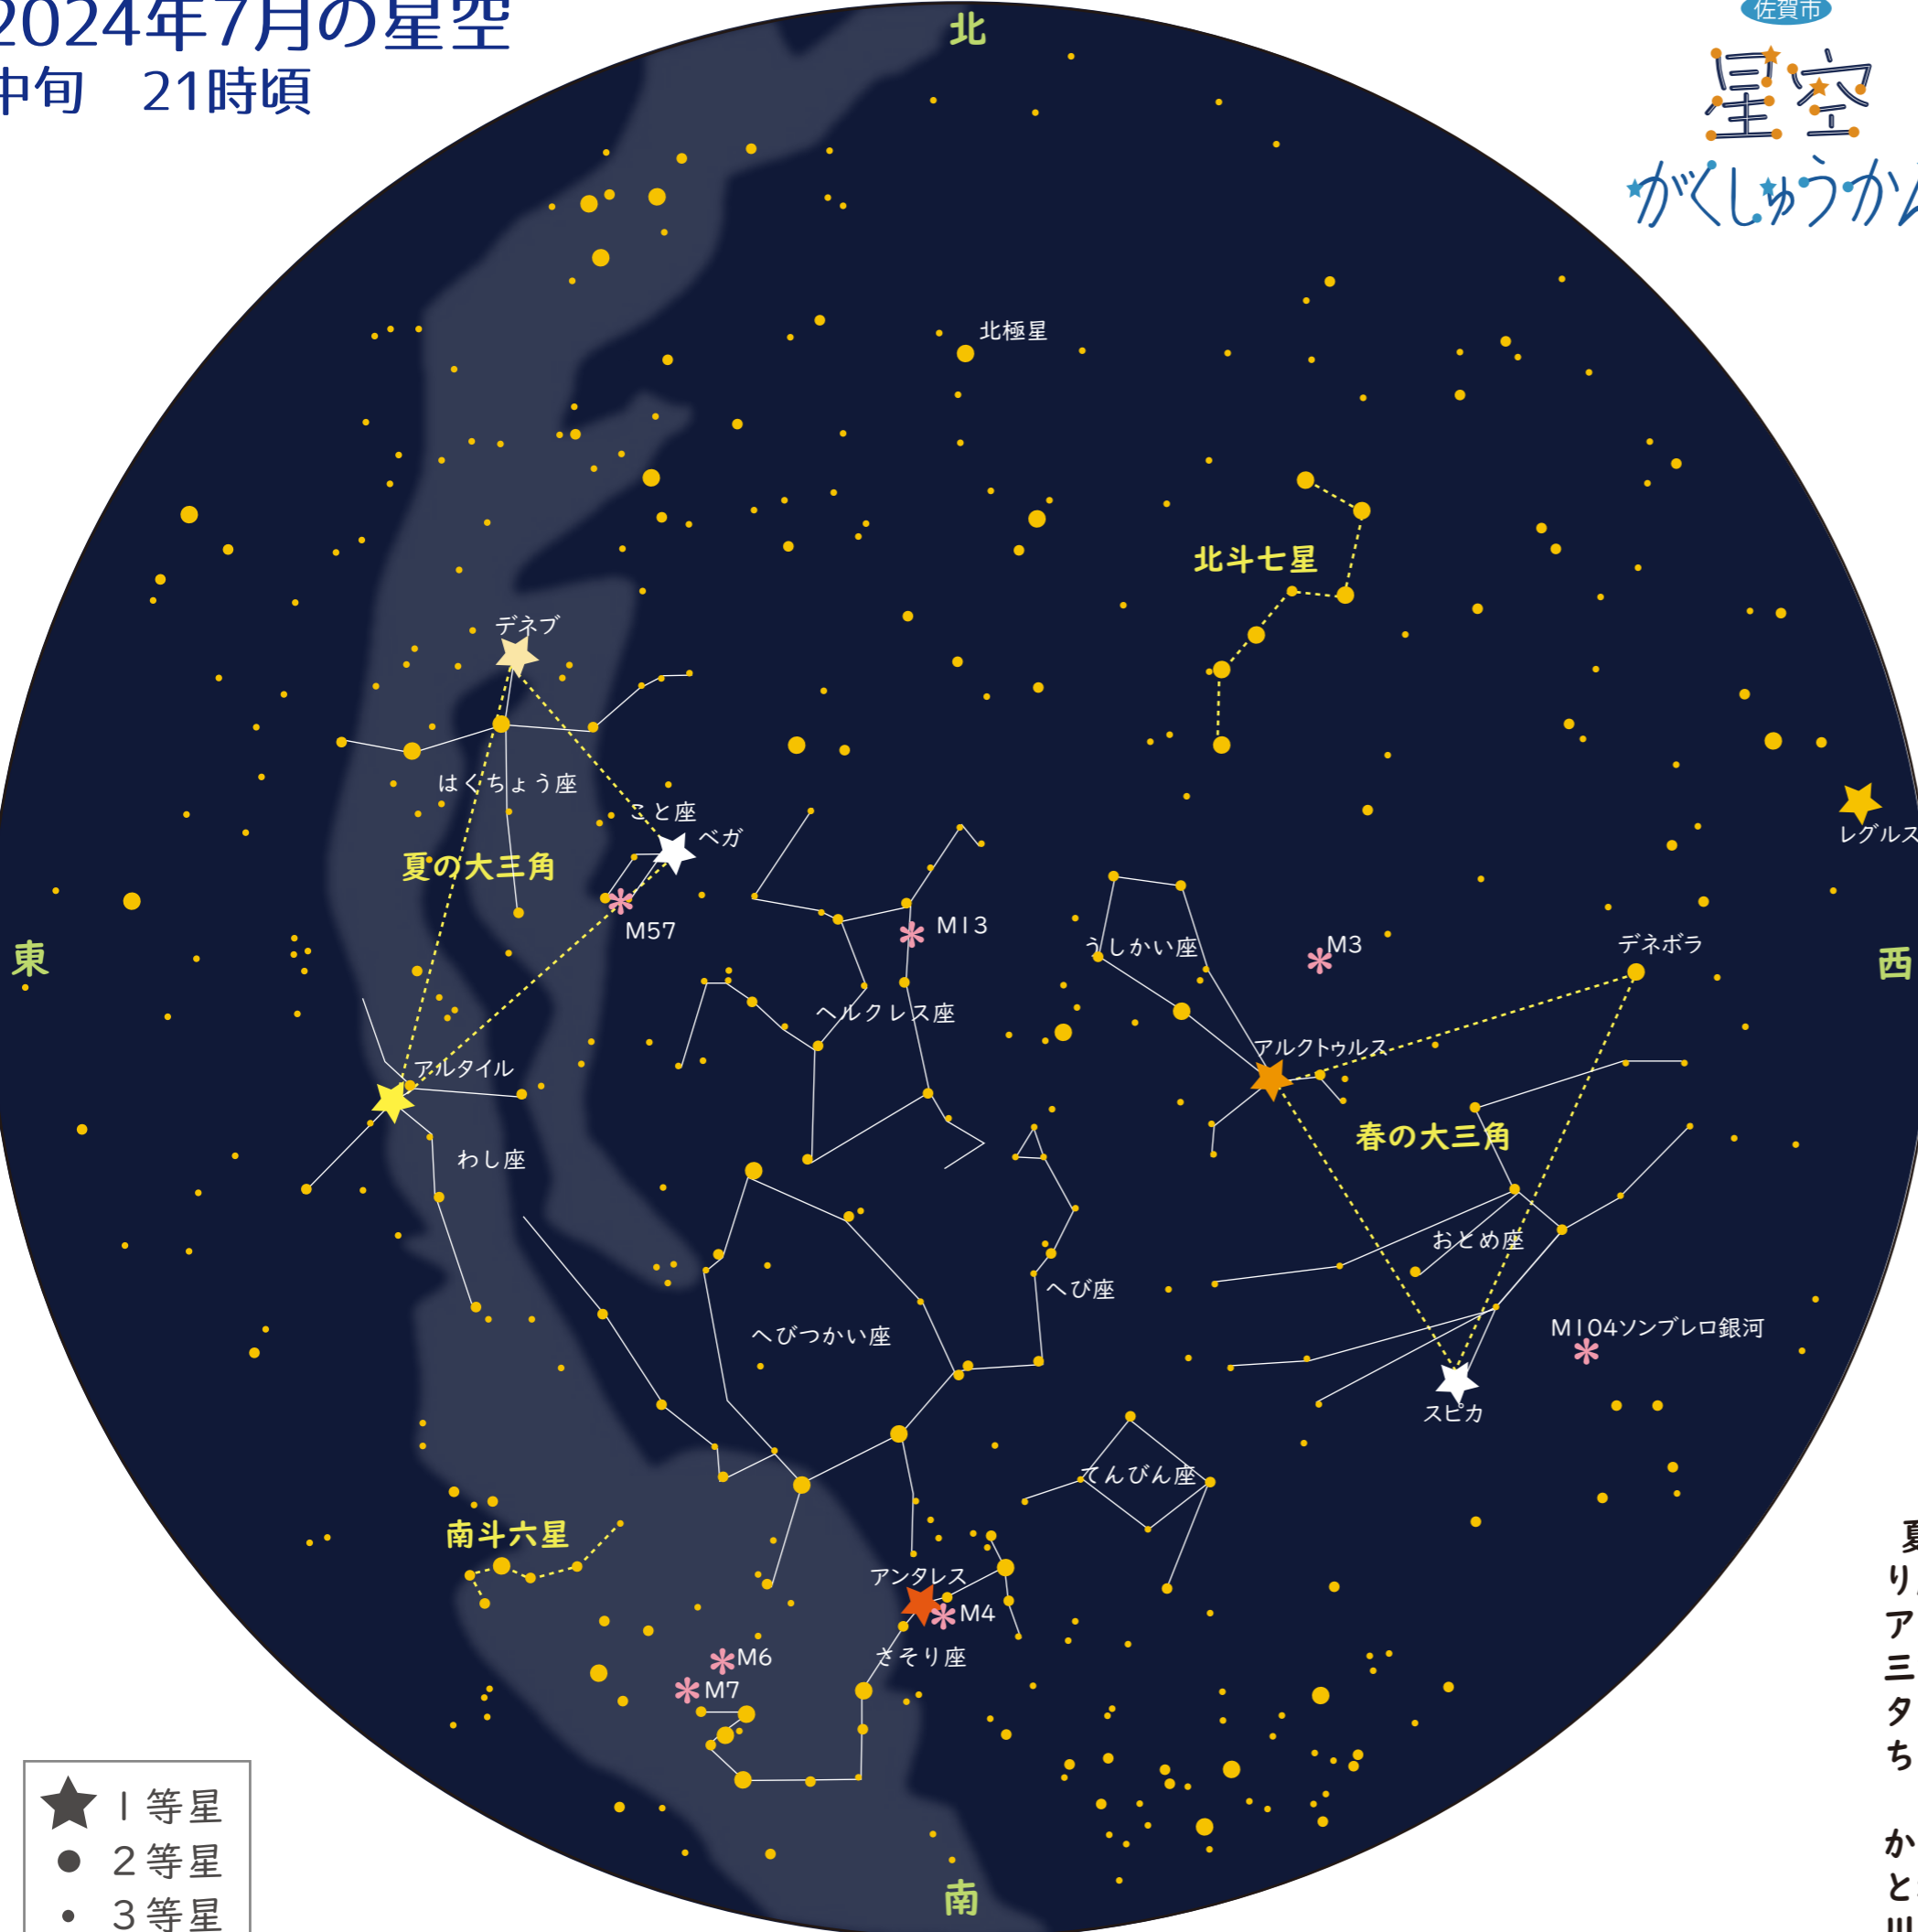 2024年7月の星空
中旬 21時頃
佐賀市
星空
がくしゅうかん
北
北極星
北斗七星
デネブ
はくちょう座
こと座
ベガ
レグルス
夏の大三角
M57
M13
うしかい座
M3
デネボラ
東
西
ヘルクレス座
アルクトゥルス
アルタイル
春の大三角
わし座
おとめ座
へび座
へびつかい座
M104ソンブレロ銀河
スピカ
てんびん座
南斗六星
アンタレス
M4
さそり座
M6
M7
南
1等星
2等星
3等星
り
ア
三
タ
ち
か
と